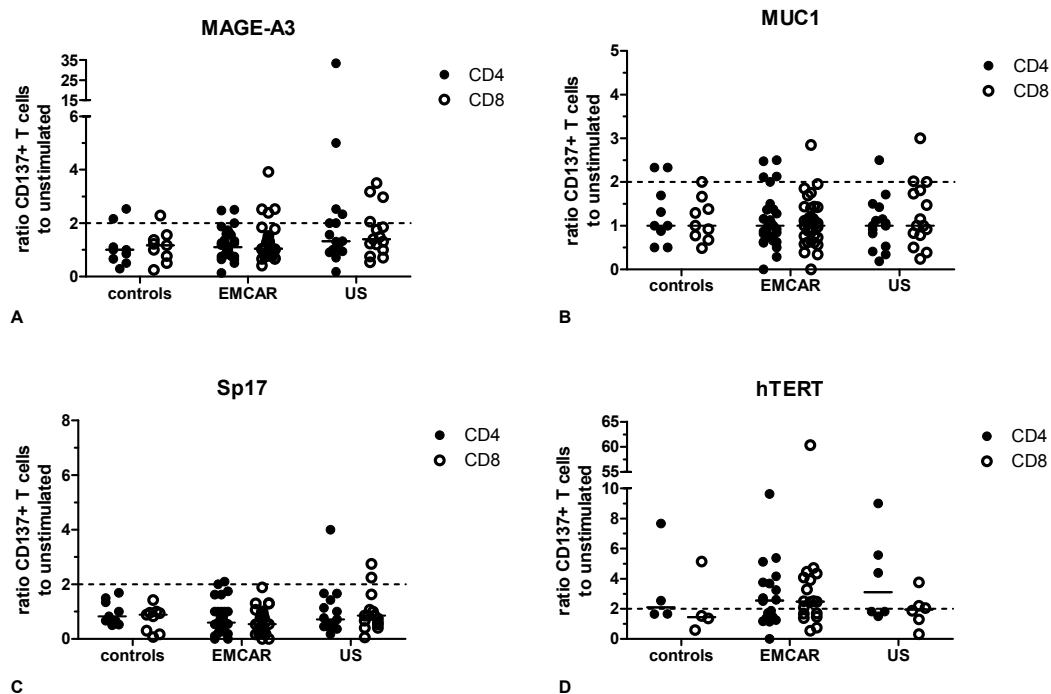 MAGE-A3
ratio CD137+ T cells
to unstimulated
35
25
15
6
4
2
0
controls
EMCAR
US
CD4
CD8
A
MUC1
ratio CD137+ T cells
to unstimulated
5
4
3
2
1
0
controls
EMCAR
US
CD4
CD8
B
Sp17
ratio CD137+ T cells
to unstimulated
8
6
4
2
0
controls
EMCAR
US
CD4
CD8
C
hTERT
ratio CD137+ T cells
to unstimulated
65
60
55
10
8
6
4
2
0
controls
EMCAR
US
CD4
CD8
D